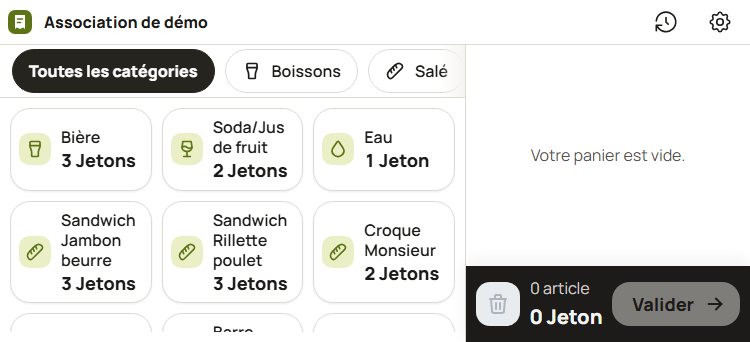 Association de démo
Toutes les catégories
Boissons
Salé
Bière
3 Jetons
Soda/Jus
de fruit
2 Jetons
Eau
1 Jeton
Sandwich
Jambon
beurre
3 Jetons
Sandwich
Rillette
poulet
3 Jetons
Croque
Monsieur
2 Jetons
Barre
Votre panier est vide.
0 article
0 Jeton
Valider